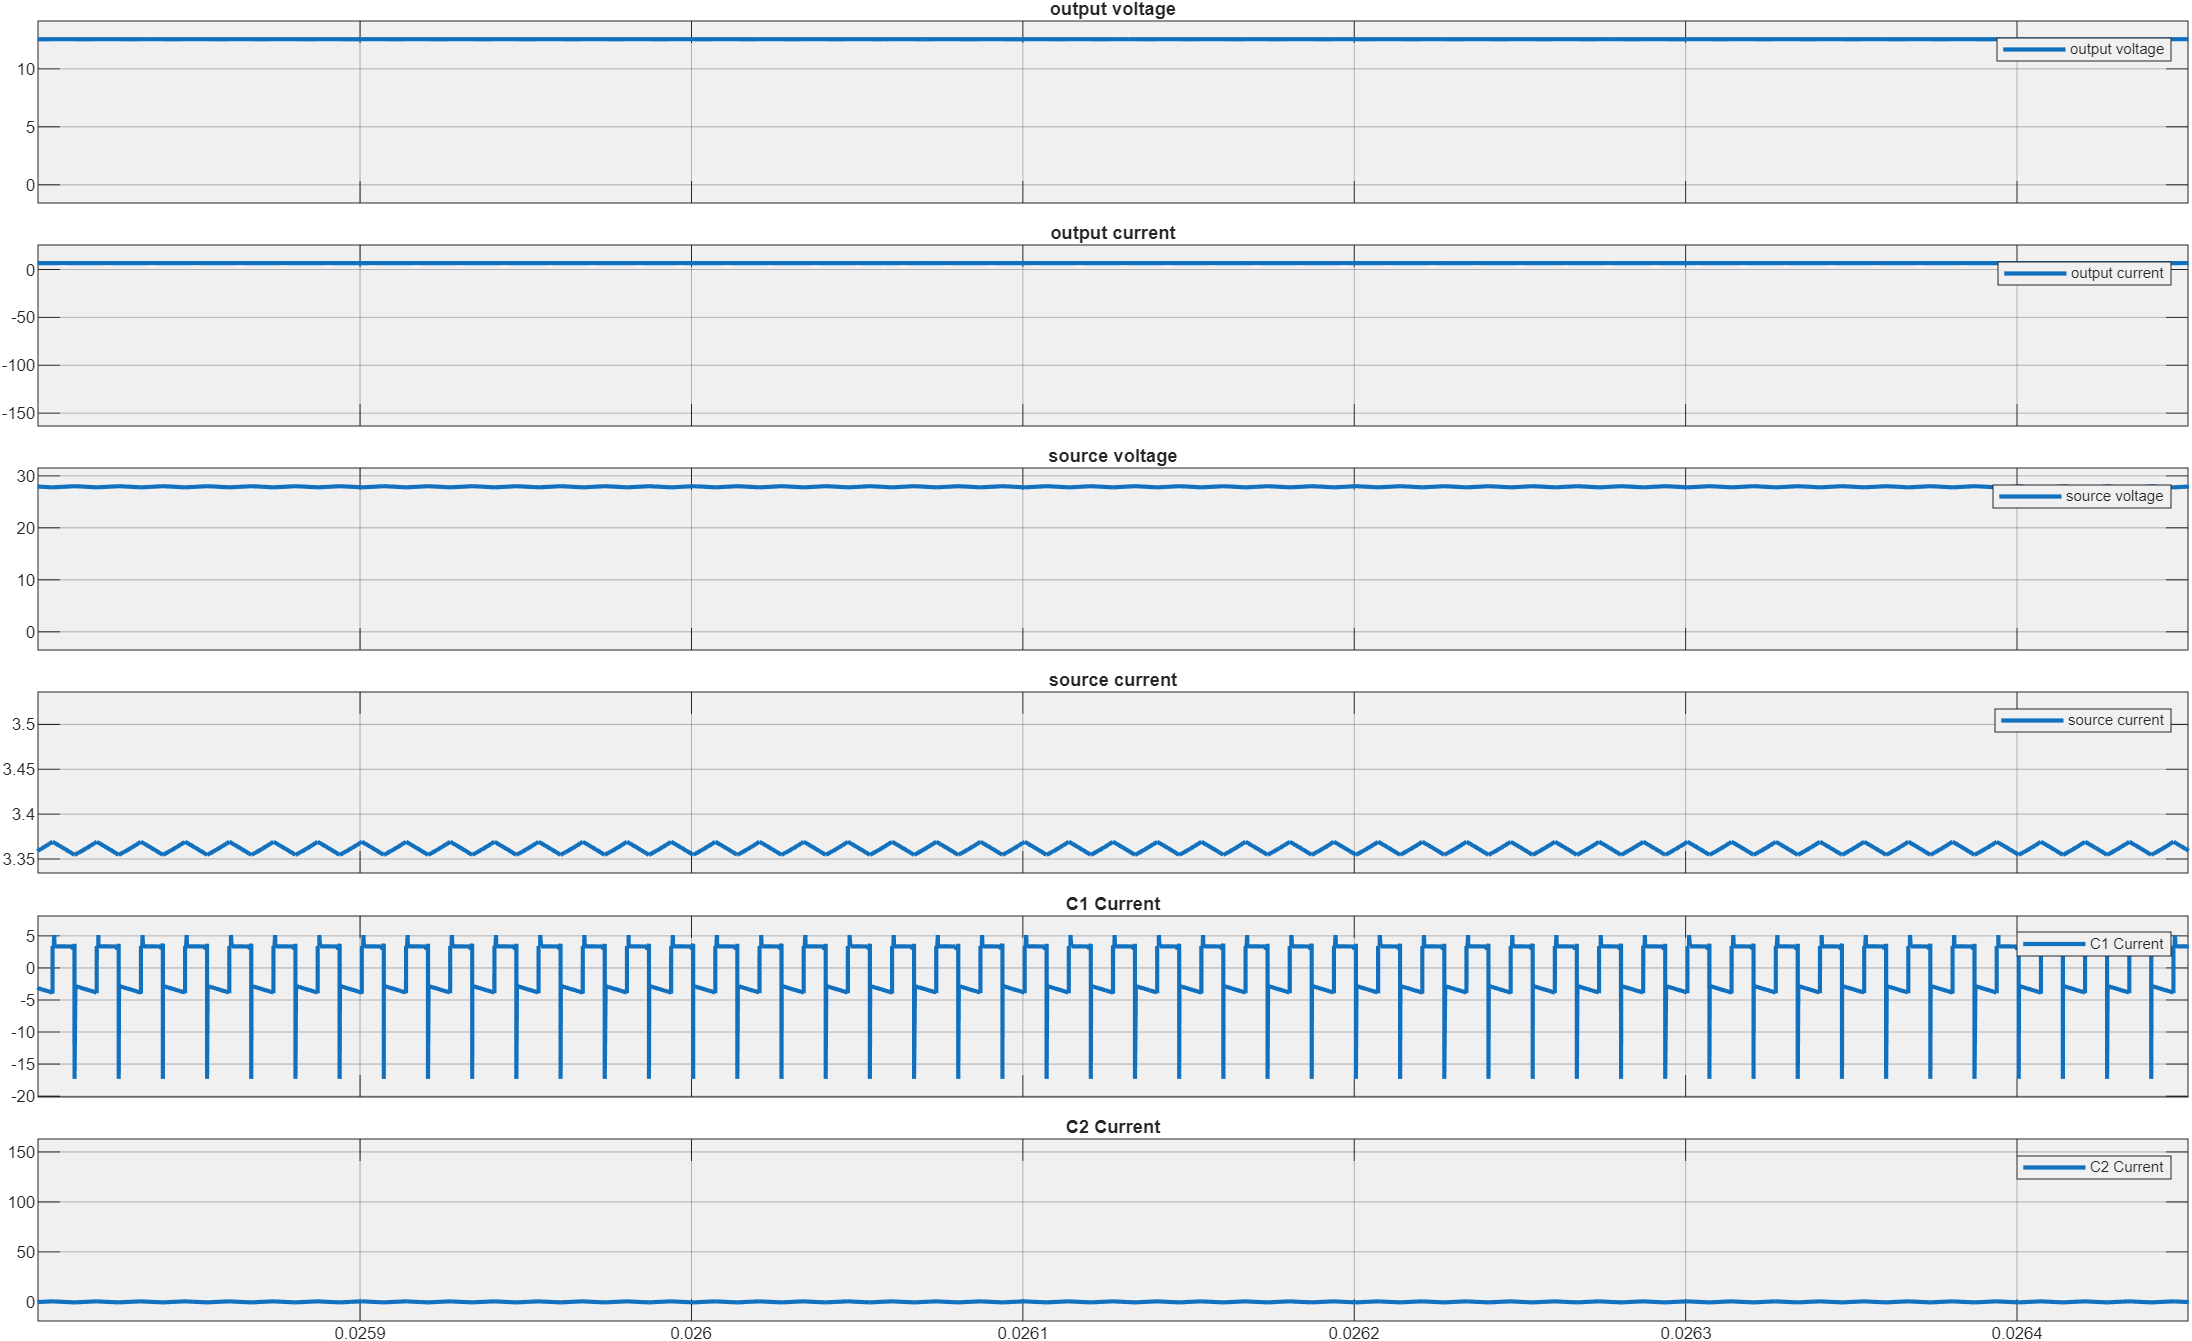 output voltage
output voltage
10
5
0
output current
0
output current
-50
-100
-150
source voltage
30
source voltage
20
10
0
source current
3.5
source current
3.45
3.4
3.35
C1 Current
5
C1 Current
0
-5
-10
-15
-20
C2 Current
150
C2 Current
100
50
0
0.0259 0.026 0.0261 0.0262 0.0263 0.0264